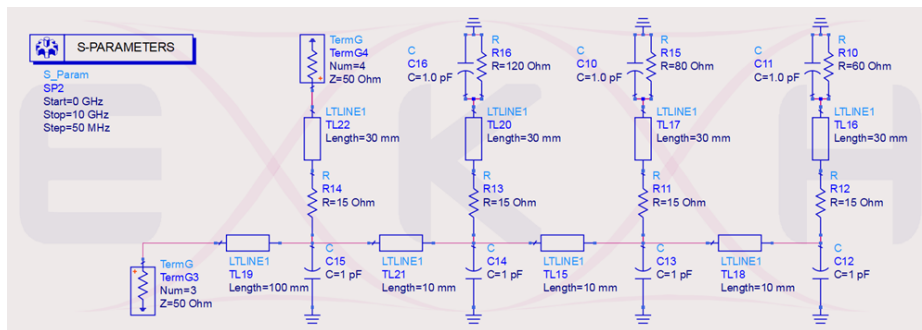 S-PARAMETERS
S_Param
SP2
Start=0 GHz
Stop=10 GHz
Step=50 MHz
TermG
TermG4
Num=4
Z=50 Ohm
C
C16
C=1.0 pF
R
R16
R=120 Ohm
C
C10
C=1.0 pF
R
R15
R=80 Ohm
C
C11
C=1.0 pF
R
R10
R=60 Ohm
LTLINE1
TL22
Length=30 mm
LTLINE1
TL20
Length=30 mm
LTLINE1
TL17
Length=30 mm
LTLINE1
TL16
Length=30 mm
R
R14
R=15 Ohm
R
R13
R=15 Ohm
R
R11
R=15 Ohm
R
R12
R=15 Ohm
TermG
TermG3
Num=3
Z=50 Ohm
LTLINE1
TL19
Length=100 mm
C
C15
C=1 pF
LTLINE1
TL21
Length=10 mm
C
C14
C=1 pF
LTLINE1
TL15
Length=10 mm
C
C13
C=1 pF
LTLINE1
TL18
Length=10 mm
C
C12
C=1 pF
EKH